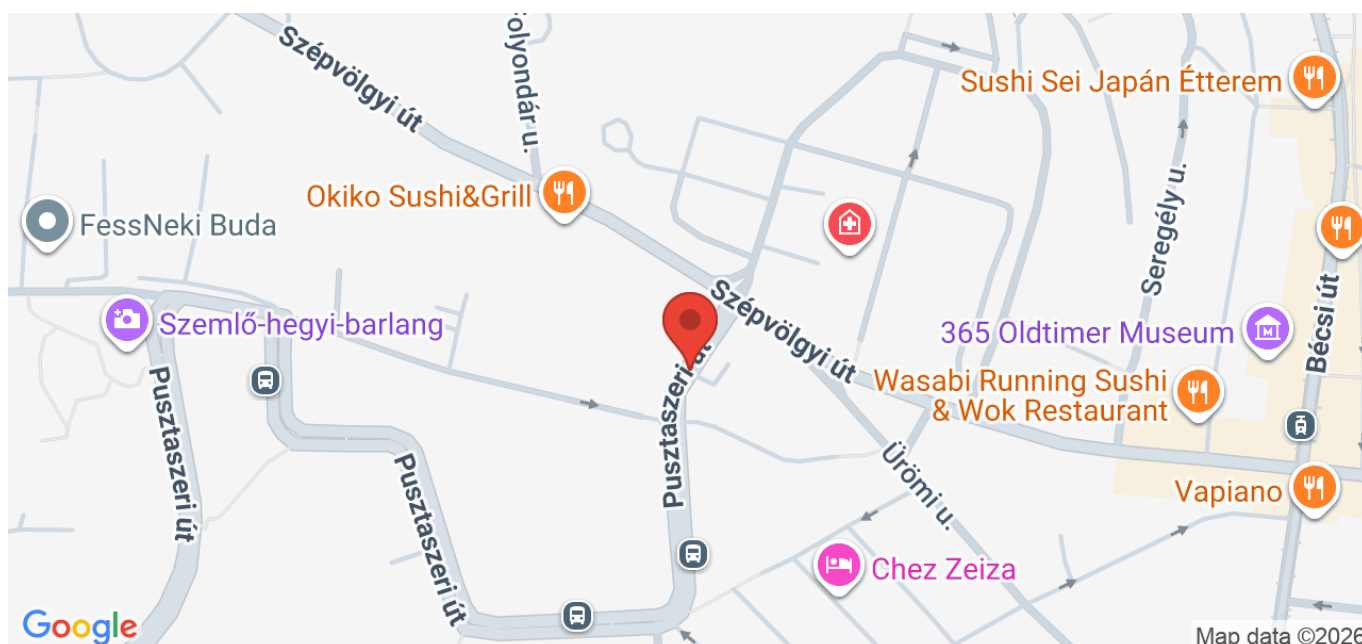 Szépvölgyi út
olyondár u.
Sushi Sei Japán Étterem
Okiko Sushi&Grill
FessNeki Buda
Seregély u.
Szépvölgyi út
Szemlő-hegyi-barlang
365 Oldtimer Museum
Bécsi út
Pusztaszeri út
Wasabi Running Sushi
& Wok Restaurant
Pusztaszeri út
Pusztaszeri út
Ürömi u.
Vapiano
Chez Zeiza
Google
Map data ©2026